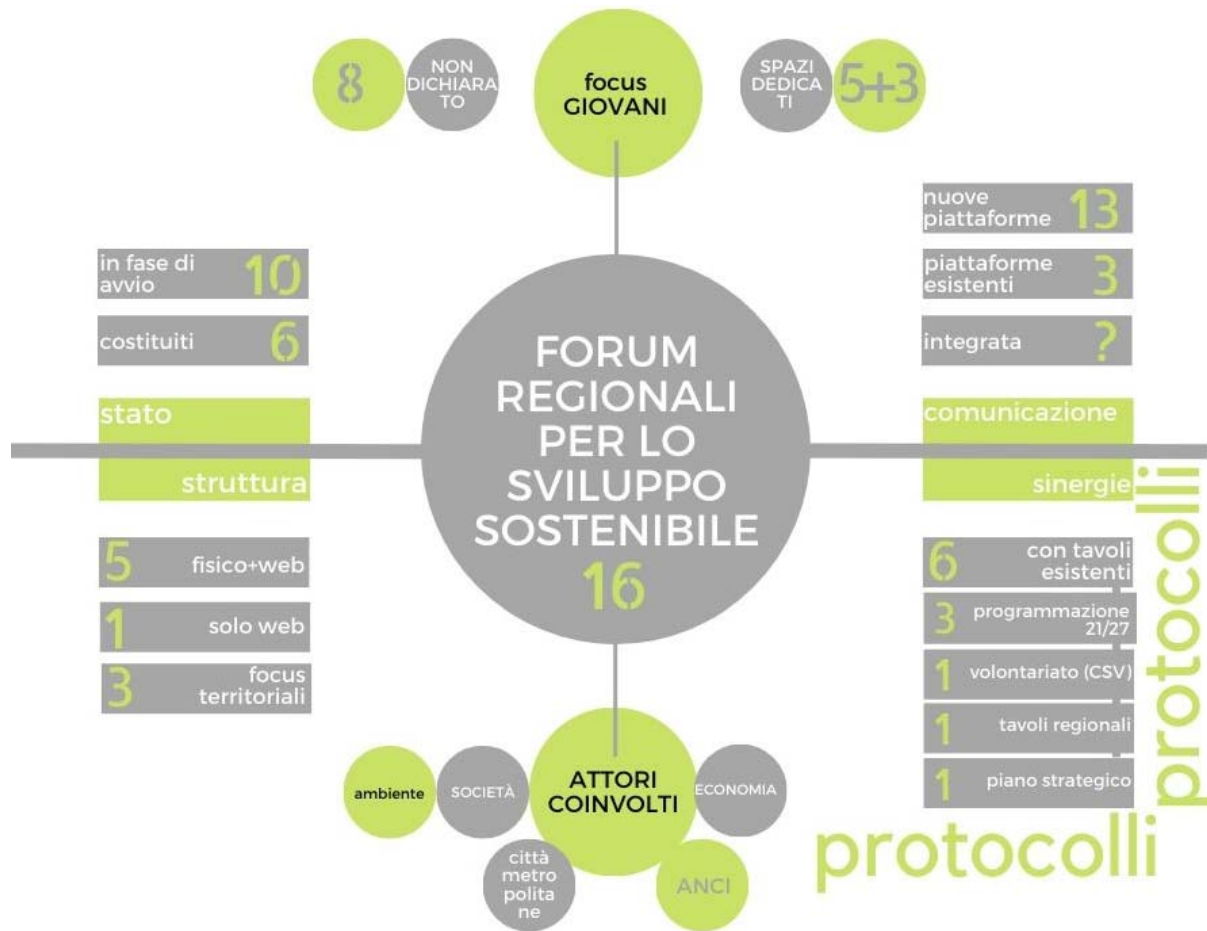 8
NON
DICHIARA
TO
focus
GIOVANI
SPAZI
DEDICA
TI
5+3
in fase di
avvio
10
costituiti
6
stato
struttura
5
fisico+web
1
solo web
3
focus
territoriali
FORUM
REGIONALI
PER LO
SVILUPPO
SOSTENIBILE
16
nuove
piattaforme
13
piattaforme
esistenti
3
integrata
?
comunicazione
sinergie
6
con tavoli
esistenti
3
programmazione
21/27
1
volontariato (CSV)
1
tavoli regionali
1
piano strategico
protocolli
protocolli
ambiente
SOCIETÀ
ATTORI
COINVOLTI
ECONOMIA
città
metro
polita
ne
ANCI